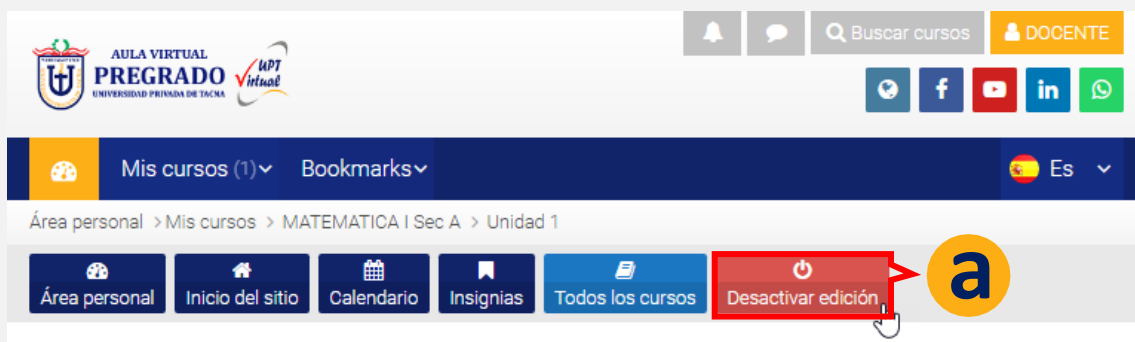 AULA VIRTUAL
PREGRADO
UNIVERSIDAD PRIVADA DE TACNA
UPT
Virtual
Buscar cursos
DOCENTE
Mis cursos (1)
Bookmarks
Es
Área personal > Mis cursos > MATEMATICA I Sec A > Unidad 1
Área personal
Inicio del sitio
Calendario
Insignias
Todos los cursos
Desactivar edición
a